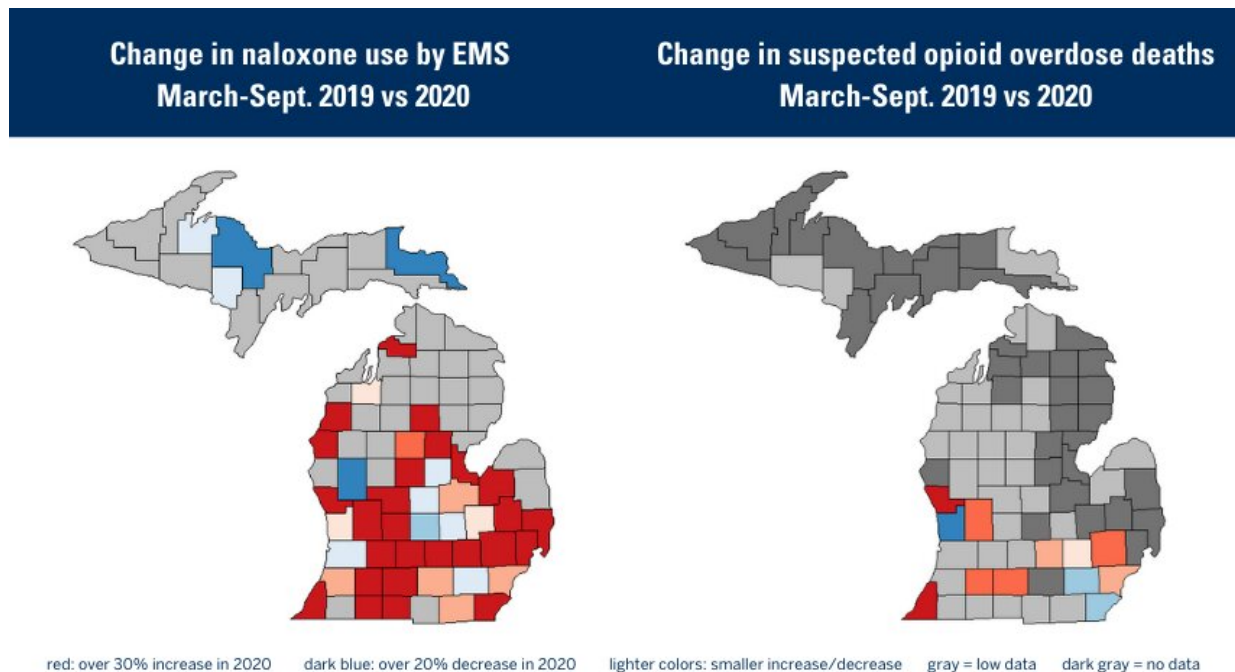 Change in naloxone use by EMS
March-Sept. 2019 vs 2020
Change in suspected opioid overdose deaths
March-Sept. 2019 vs 2020
red: over 30% increase in 2020 dark blue: over 20% decrease in 2020 lighter colors: smaller increase/decrease gray = low data dark gray = no data